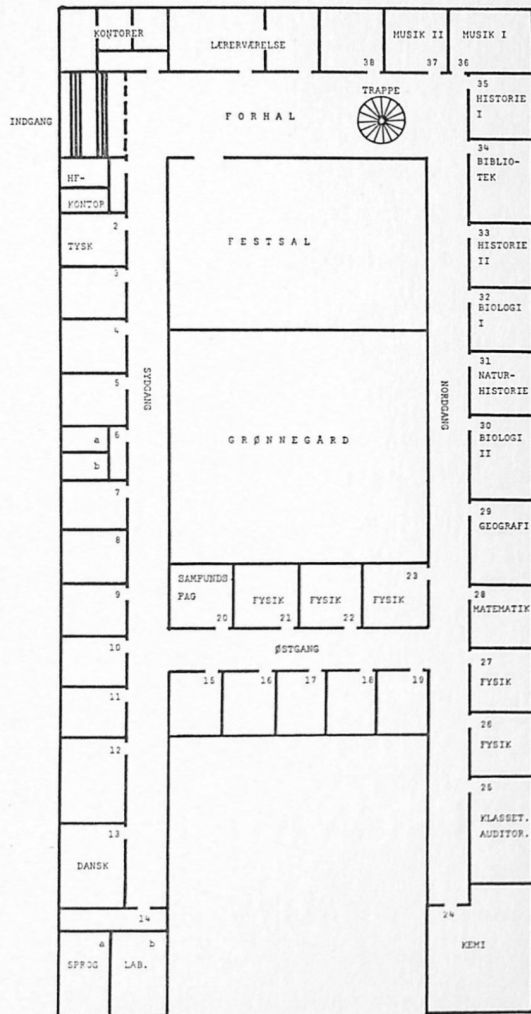 KONTORER
LÆRERVÆRELSE
MUSIK II
MUSIK I
38
37
36
INDGANG
FORHAL
TRAPPE
35
HISTORIE
I
34
BIBLIO-
TEK
HF-
KONTOR
2
TYSK
FESTSAL
33
HISTORIE
II
3
32
BIOLOGI
I
4
SYDGANG
NORDGANG
31
NATUR-
HISTORIE
5
GRØNNEGÅRD
30
BIOLOGI
II
a
6
b
7
29
GEOGRAFI
8
SAMFUNDS-
FAG
20
FYSIK
21
FYSIK
22
23
FYSIK
9
28
MATEMATIK
ØSTGANG
10
15
16
17
18
19
27
FYSIK
11
26
FYSIK
12
25
KLASSET.
AUDITOR.
13
DANSK
14
24
a
b
SPROG
LAB.
KEMI